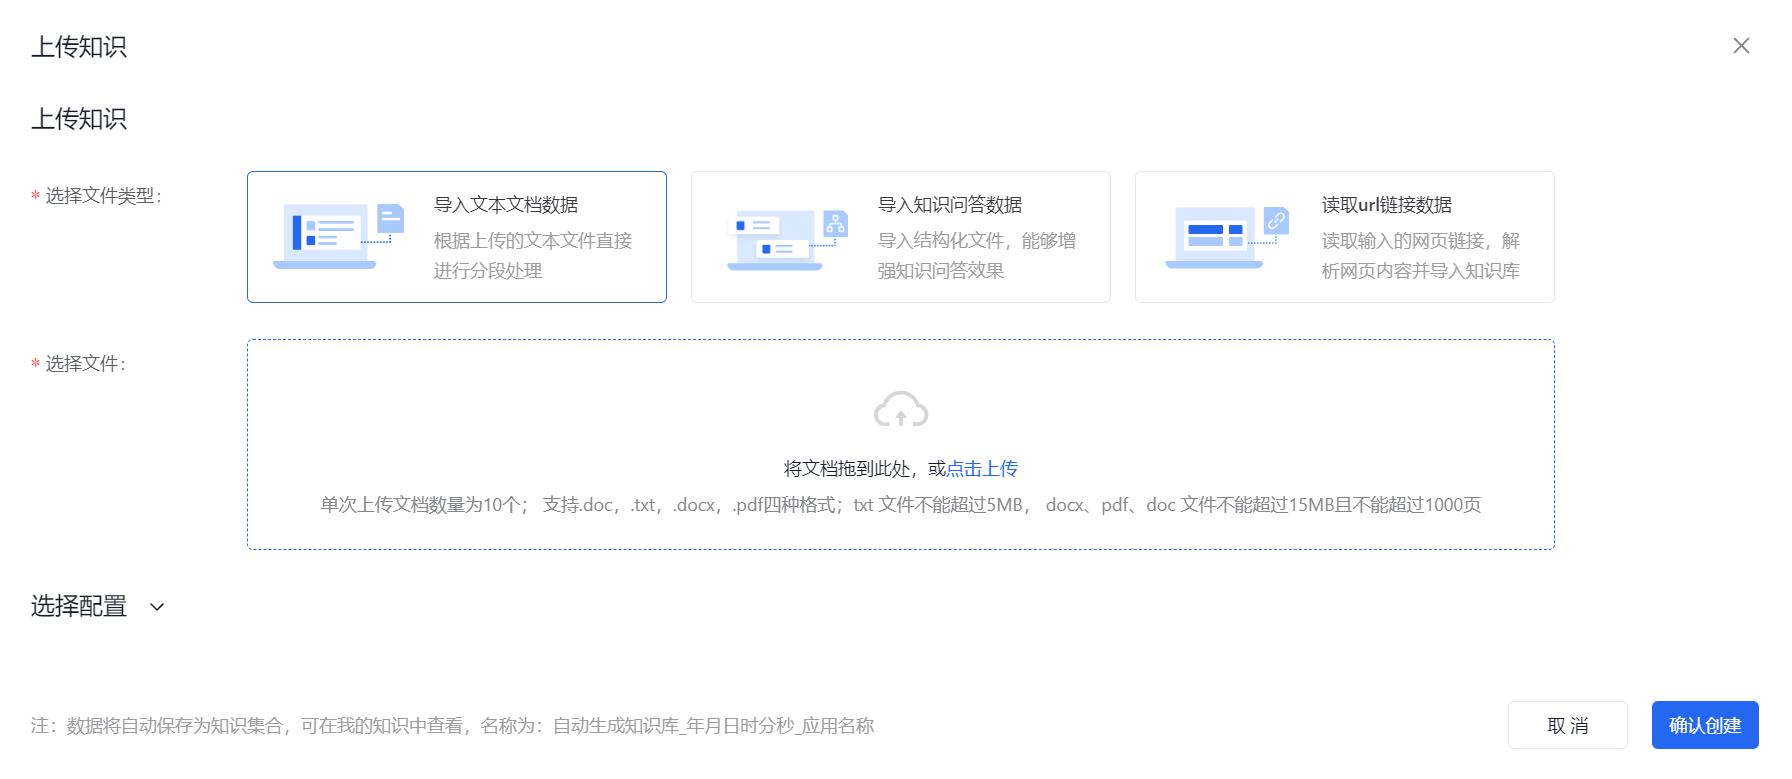 上传知识
上传知识
* 选择文件类型：
导入文本文档数据
根据上传的文本文件直接
进行分段处理
导入知识问答数据
导入结构化文件，能够增
强知识问答效果
读取url链接数据
读取输入的网页链接，解
析网页内容并导入知识库
* 选择文件：
将文档拖到此处，或点击上传
单次上传文档数量为10个； 支持.doc，.txt，.docx，.pdf四种格式；txt 文件不能超过5MB， docx、pdf、doc 文件不能超过15MB且不能超过1000页
选择配置
注：数据将自动保存为知识集合，可在我的知识中查看，名称为：自动生成知识库_年月日时分秒_应用名称
取 消
确认创建